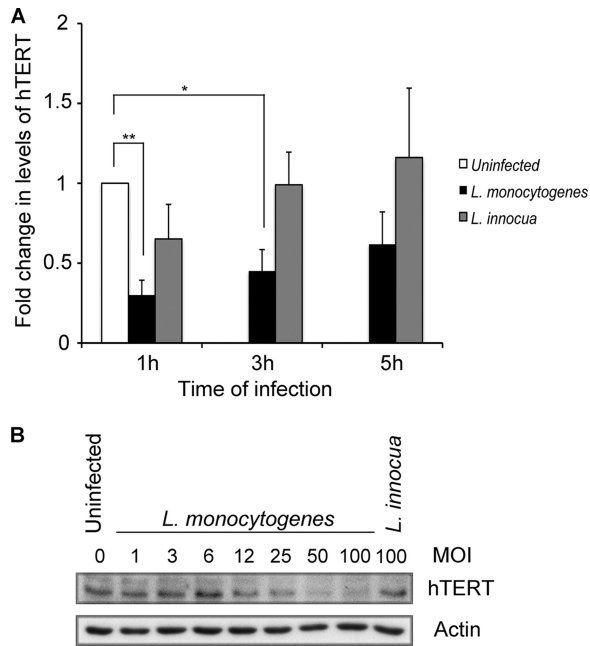 A
Fold change in levels of hTERT
2
1.5
1
0.5
0
*
**
1h 3h 5h
Time of infection
Uninfected
L. monocytogenes
L. innocua
B
Uninfected
L. monocytogenes
L. innocua
0 1 3 6 12 25 50 100 100 MOI
hTERT
Actin